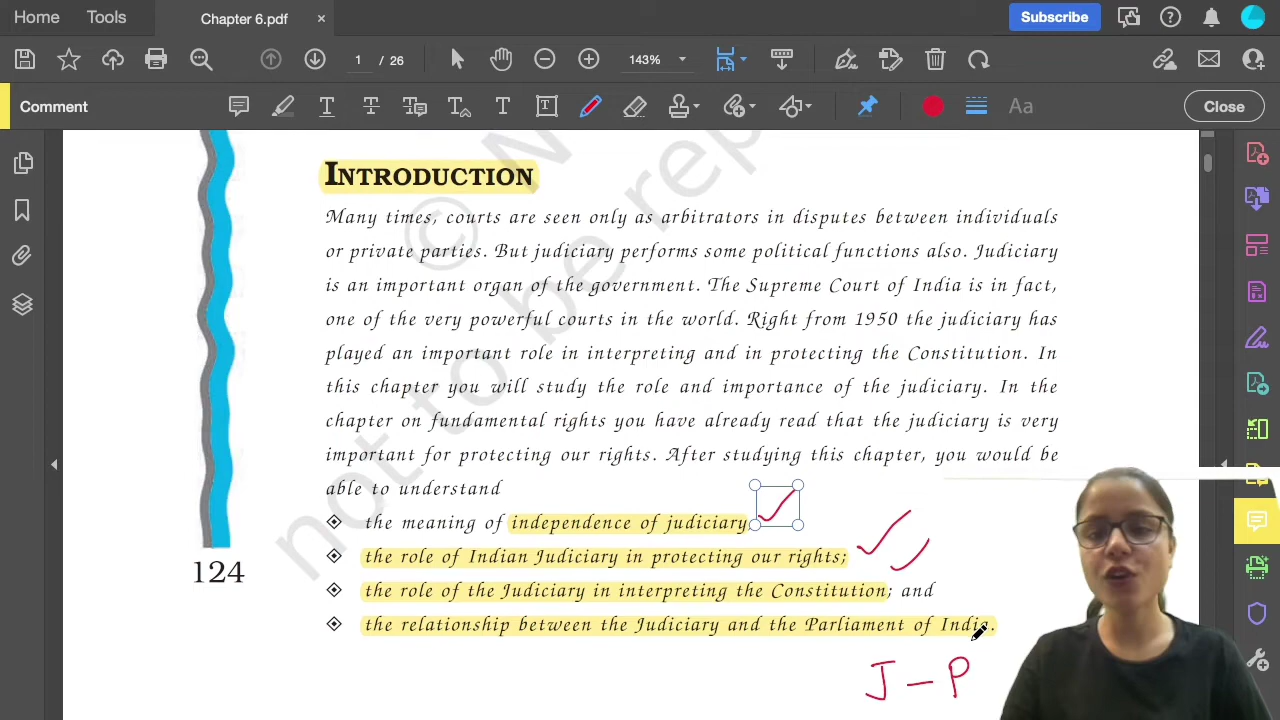 Home Tools Chapter 6.pdf × Subscribe
1 / 26 143%
Comment Aa Close
© N
not to be rep
INTRODUCTION
Many times, courts are seen only as arbitrators in disputes between individuals
or private parties. But judiciary performs some political functions also. Judiciary
is an important organ of the government. The Supreme Court of India is in fact,
one of the very powerful courts in the world. Right from 1950 the judiciary has
played an important role in interpreting and in protecting the Constitution. In
this chapter you will study the role and importance of the judiciary. In the
chapter on fundamental rights you have already read that the judiciary is very
important for protecting our rights. After studying this chapter, you would be
able to understand
the meaning of independence of judiciary;
the role of Indian Judiciary in protecting our rights;
124
the role of the Judiciary in interpreting the Constitution; and
the relationship between the Judiciary and the Parliament of India.
J – P